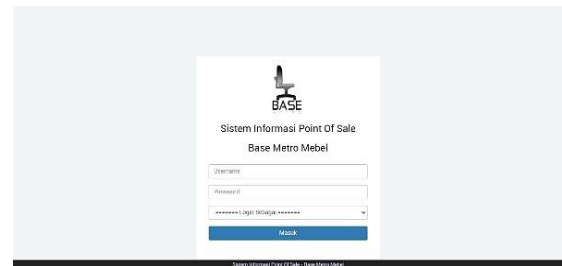 BASE
Sistem Informasi Point Of Sale
Base Metro Mebel
Username
Password
======= Login Sebagai =======
Masuk
Sistem Informasi Point Of Sale - Base Metro Mebel